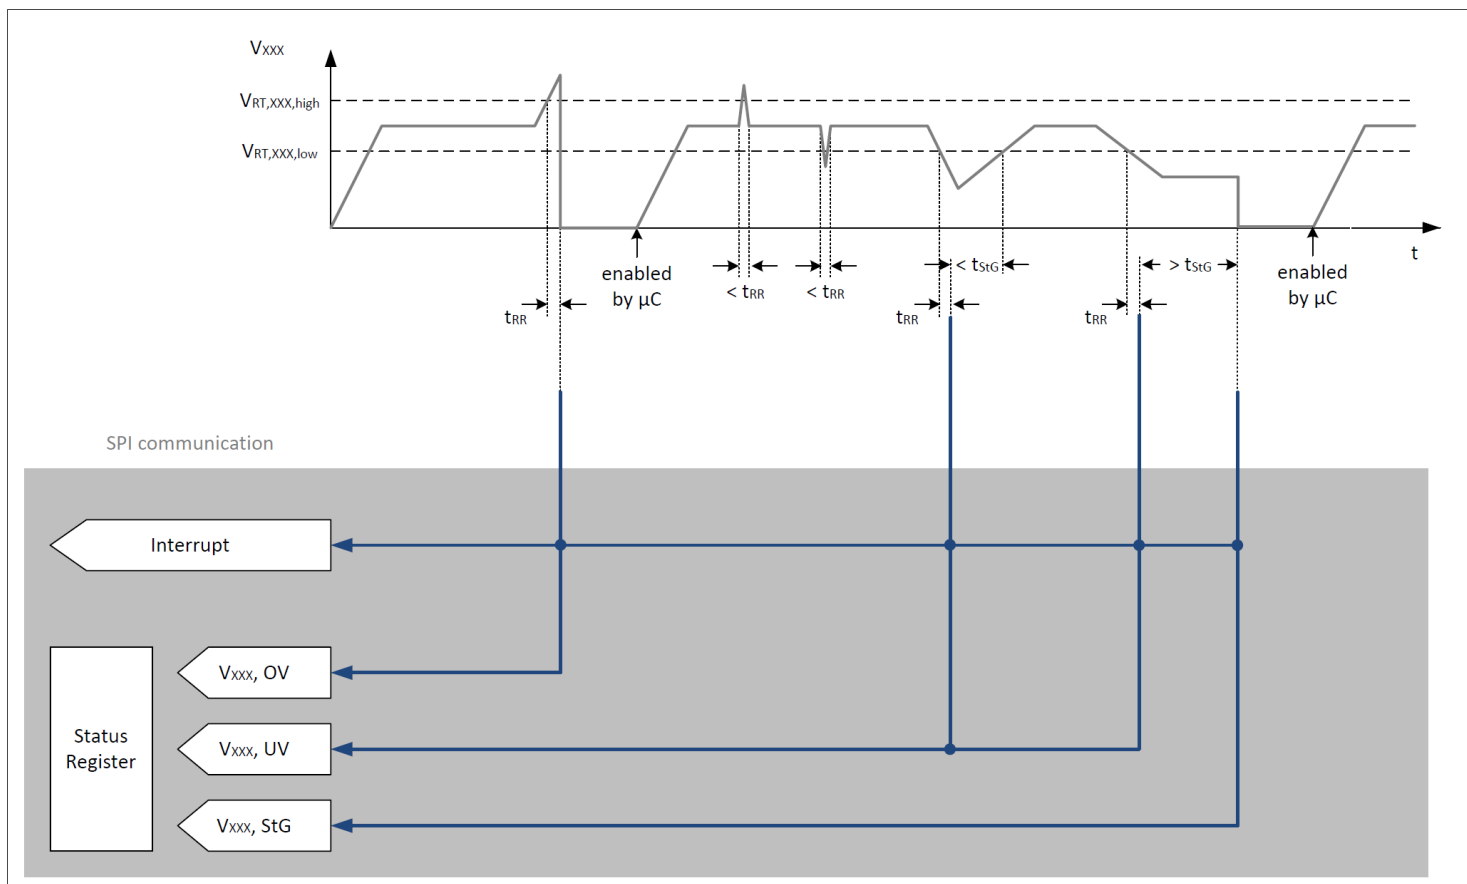 VXXX
VRT,XXX,high
VRT,XXX,low
t
enabled
by µC
< tRR
< tRR
< tStG
> tStG
enabled
by µC
tRR
tRR
tRR
SPI communication
Interrupt
Status
Register
VXXX, OV
VXXX, UV
VXXX, StG